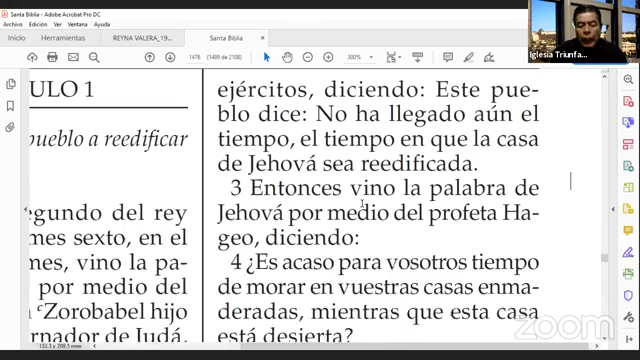 Santa Biblia - Adobe Acrobat Pro DC
Archivo Edición Ver Ventana Ayuda
Inicio Herramientas REYNA VALERA_19... Santa Biblia
1476 (1489 de 2108) 300%
ULO 1
pueblo a reedificar
egundo del rey
mes sexto, en el
mes, vino la pa-
por medio del
Zorobabel hijo
rnador de Judá,
ejércitos, diciendo: Este pue-
blo dice: No ha llegado aún el
tiempo, el tiempo en que la casa
de Jehová sea reedificada.
3 Entonces vino la palabra de
Jehová por medio del profeta Ha-
geo, diciendo:
4 ¿Es acaso para vosotros tiempo
de morar en vuestras casas enma-
deradas, mientras que esta casa
está desierta?
Iglesia Triunfa...
zoom